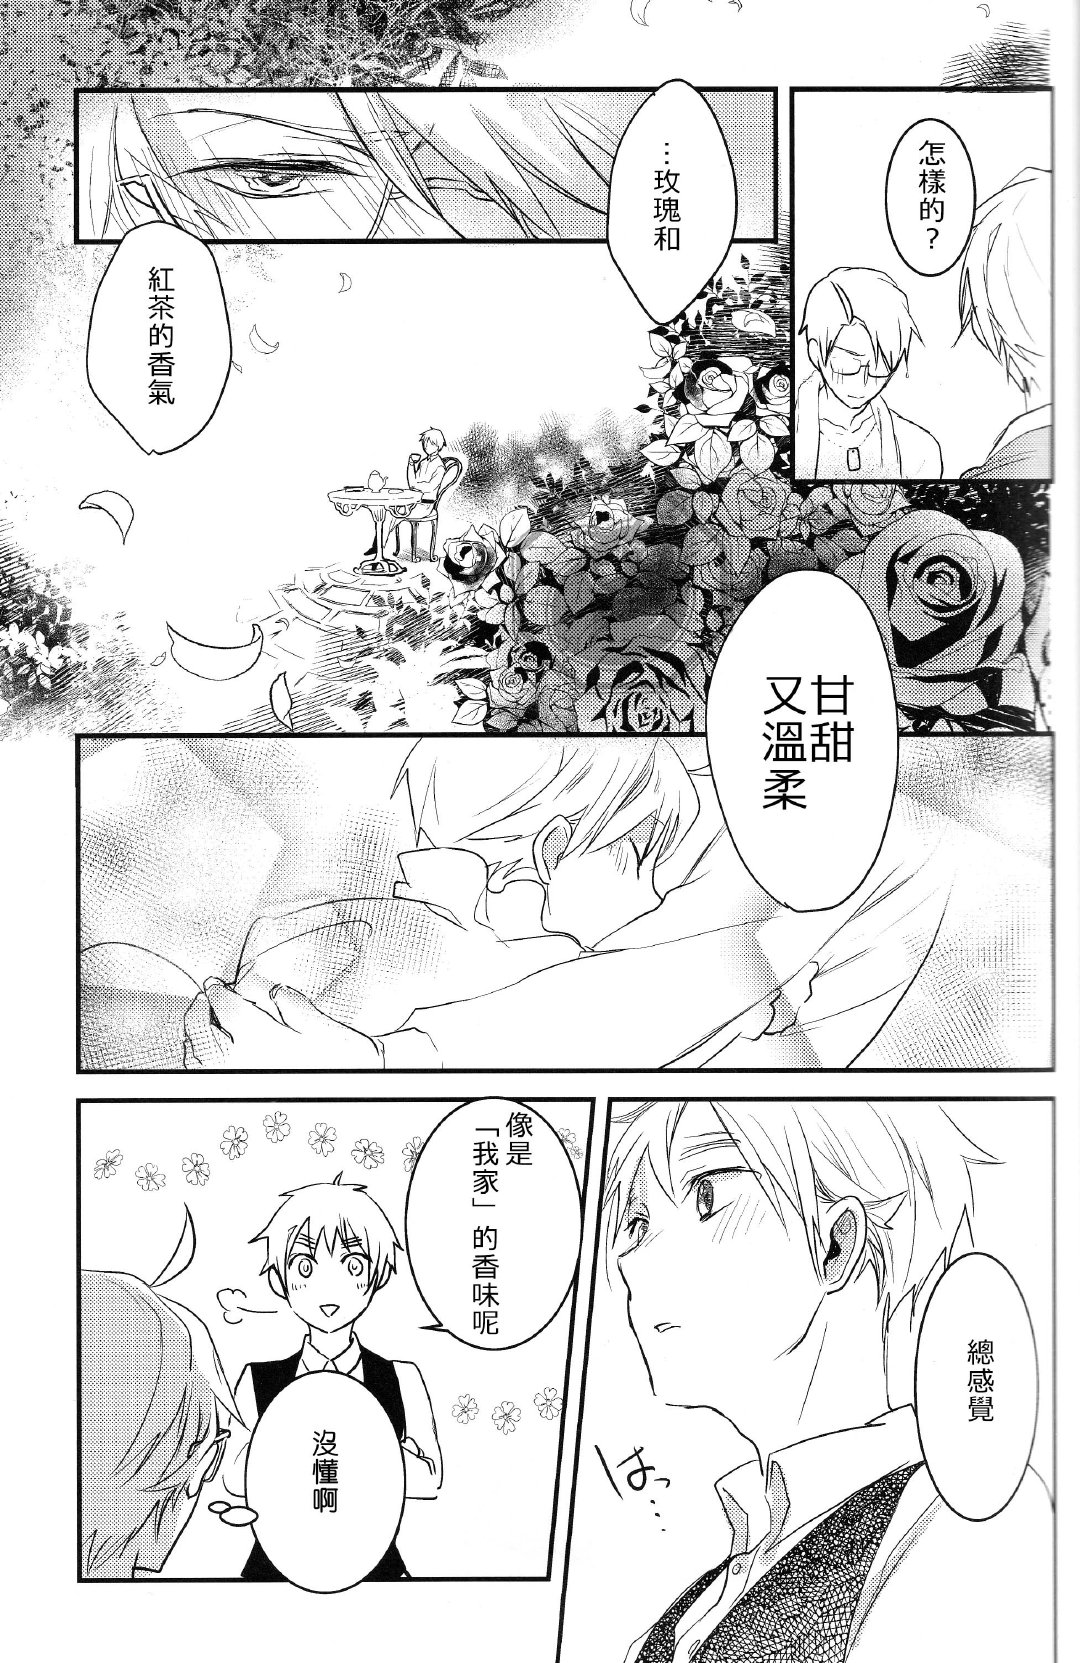 怎樣的？
…玫瑰和
紅茶的香氣
甘甜
又溫柔
總感覺
はっ…
像是
「我家」的香味呢
沒懂啊